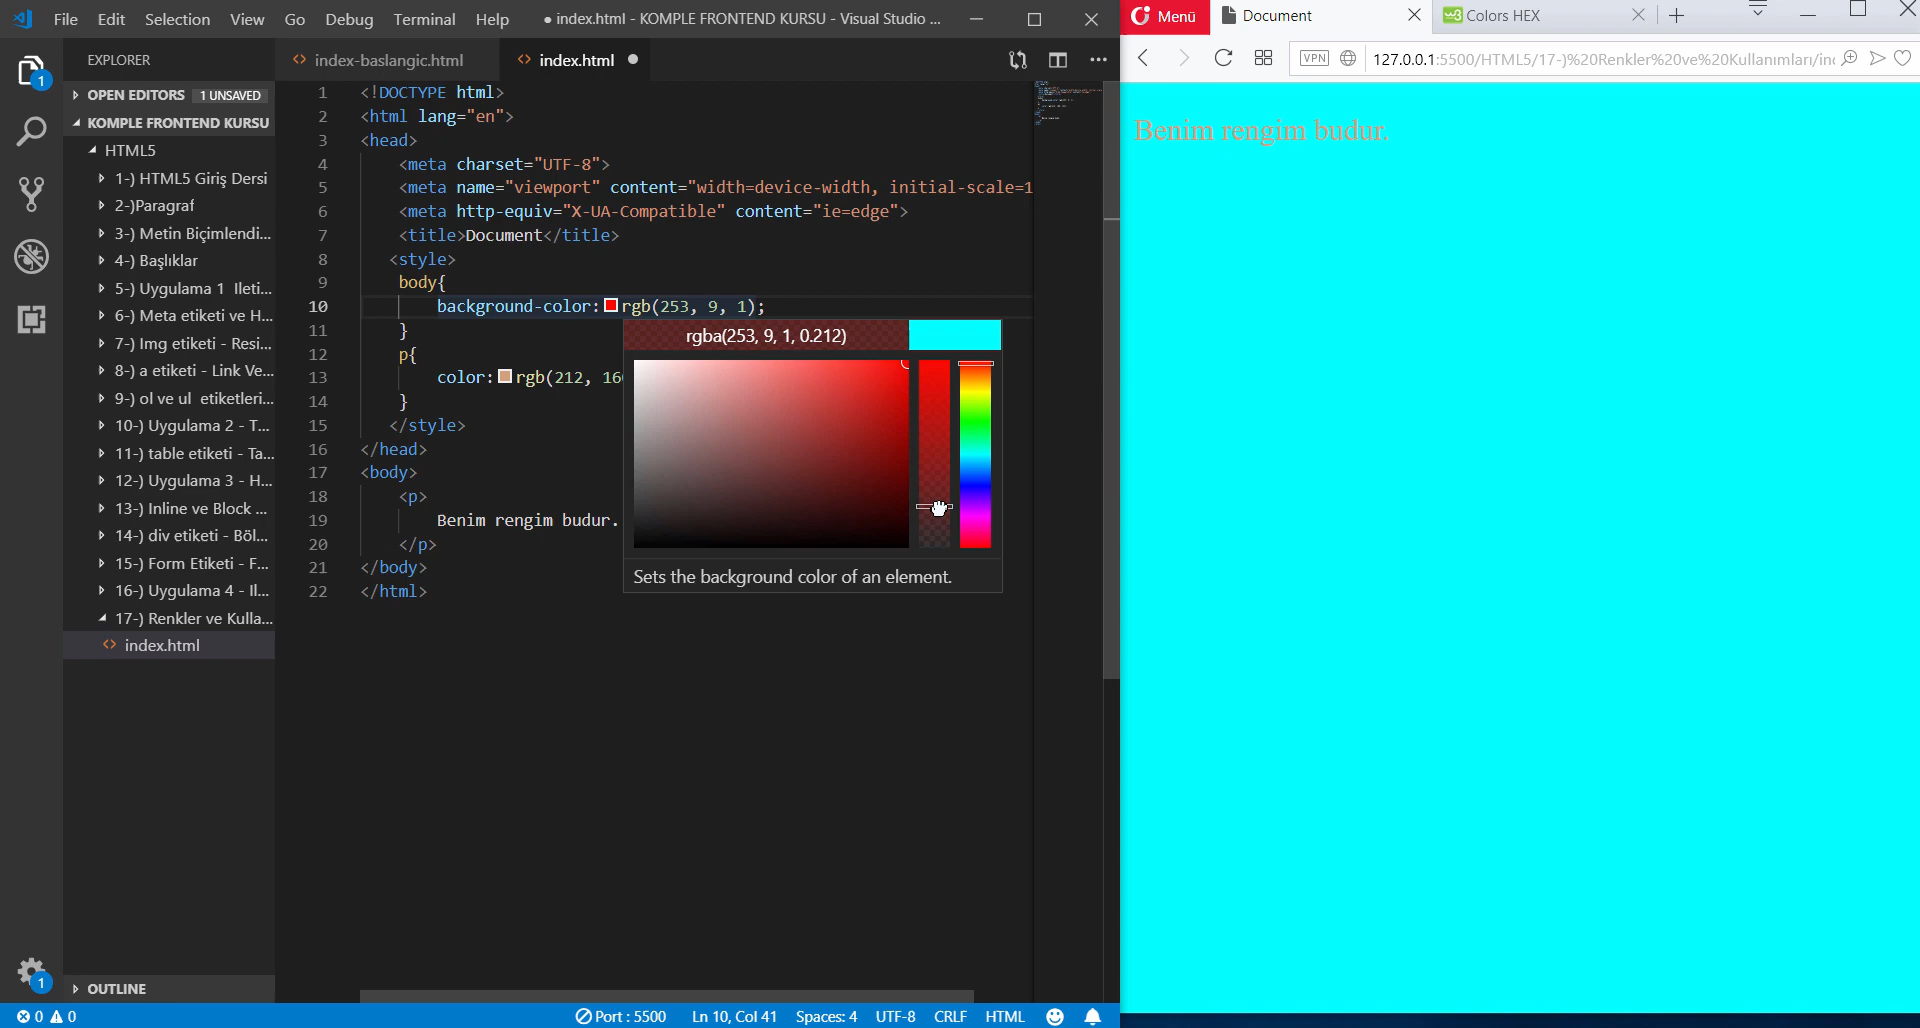 File Edit Selection View Go Debug Terminal Help ● index.html - KOMPLE FRONTEND KURSU - Visual Studio ...
EXPLORER
OPEN EDITORS 1 UNSAVED
KOMPLE FRONTEND KURSU
HTML5
1-) HTML5 Giriş Dersi
2-)Paragraf
3-) Metin Biçimlendi...
4-) Başlıklar
5-) Uygulama 1 Ileti...
6-) Meta etiketi ve H...
7-) Img etiketi - Resi...
8-) a etiketi - Link Ve...
9-) ol ve ul etiketleri...
10-) Uygulama 2 - T...
11-) table etiketi - Ta...
12-) Uygulama 3 - H...
13-) Inline ve Block ...
14-) div etiketi - Böl...
15-) Form Etiketi - F...
16-) Uygulama 4 - Il...
17-) Renkler ve Kulla...
<> index.html
OUTLINE
1
1
<> index-baslangic.html <> index.html ●
1 <!DOCTYPE html>
2 <html lang="en">
3 <head>
4 <meta charset="UTF-8">
5 <meta name="viewport" content="width=device-width, initial-scale=1
6 <meta http-equiv="X-UA-Compatible" content="ie=edge">
7 <title>Document</title>
8 <style>
9 body{
10 background-color: rgb(253, 9, 1);
11 }
12 p{
13 color: rgb(212, 16
14 }
15 </style>
16 </head>
17 <body>
18 <p>
19 Benim rengim budur.
20 </p>
21 </body>
22 </html>
rgba(253, 9, 1, 0.212)
Sets the background color of an element.
0 0 Port : 5500 Ln 10, Col 41 Spaces: 4 UTF-8 CRLF HTML
Menü Document Colors HEX
VPN 127.0.0.1:5500/HTML5/17-)%20Renkler%20ve%20Kullanımları/in
Benim rengim budur.